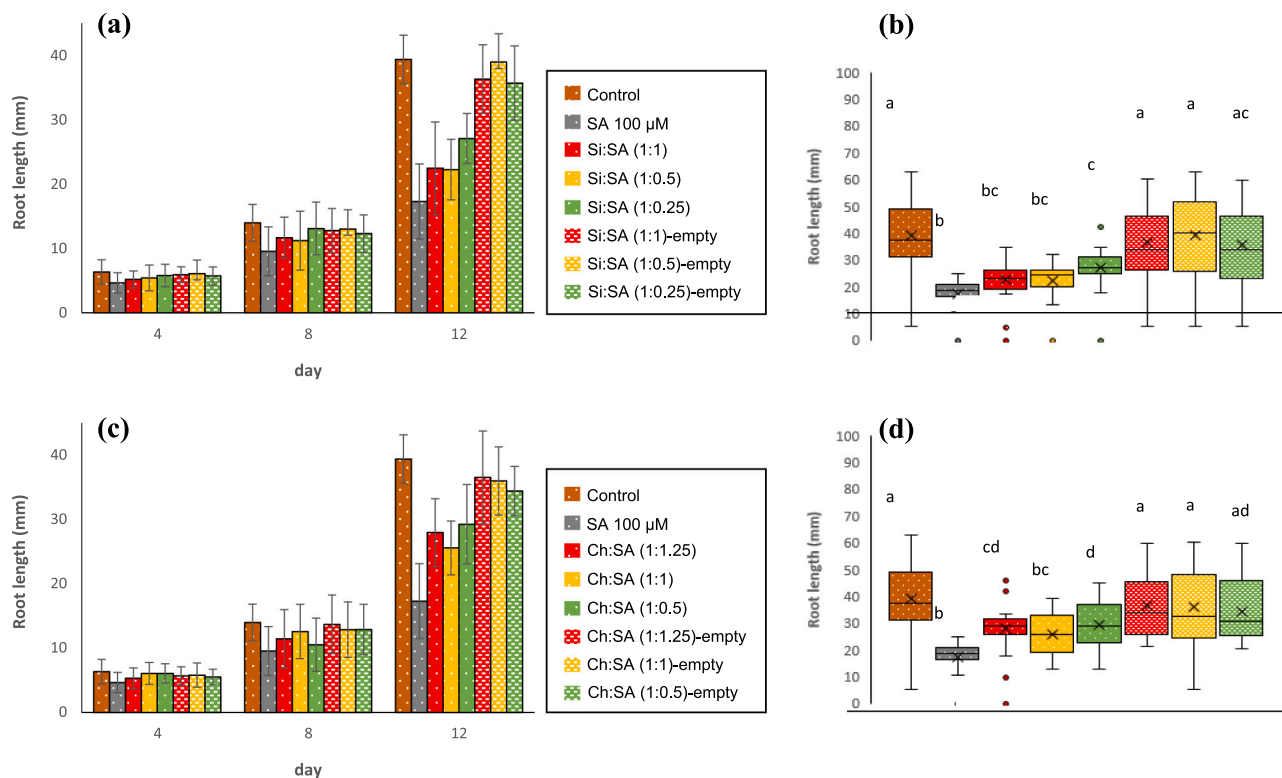 (a)
Root length (mm)
40
30
20
10
0
4
8
12
day
Control
SA 100 μM
Si:SA (1:1)
Si:SA (1:0.5)
Si:SA (1:0.25)
Si:SA (1:1)-empty
Si:SA (1:0.5)-empty
Si:SA (1:0.25)-empty
(b)
Root length (mm)
100
90
80
70
60
50
40
30
20
10
0
a
b
bc
bc
c
a
a
ac
(c)
Root length (mm)
40
30
20
10
0
4
8
12
day
Control
SA 100 μM
Ch:SA (1:1.25)
Ch:SA (1:1)
Ch:SA (1:0.5)
Ch:SA (1:1.25)-empty
Ch:SA (1:1)-empty
Ch:SA (1:0.5)-empty
(d)
Root length (mm)
100
90
80
70
60
50
40
30
20
10
0
a
b
cd
bc
d
a
a
ad